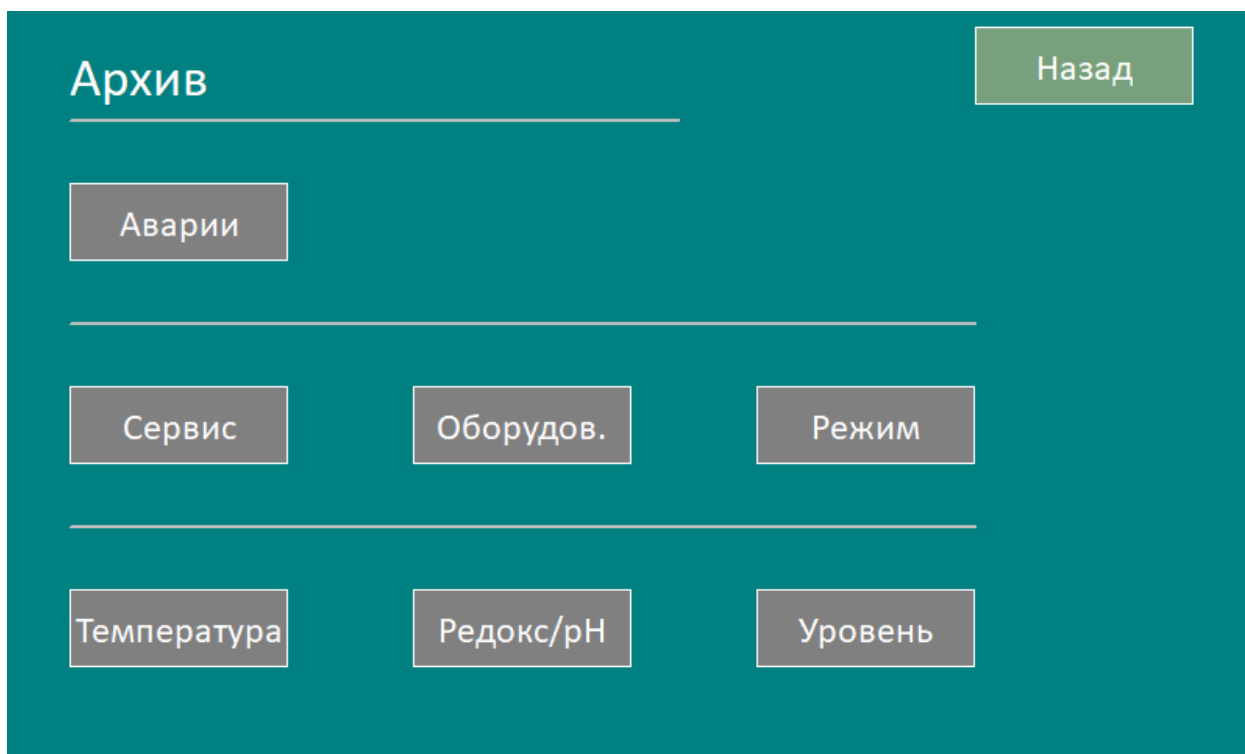 Архив
Назад
Аварии
Сервис
Оборудов.
Режим
Температура
Редокс/pH
Уровень